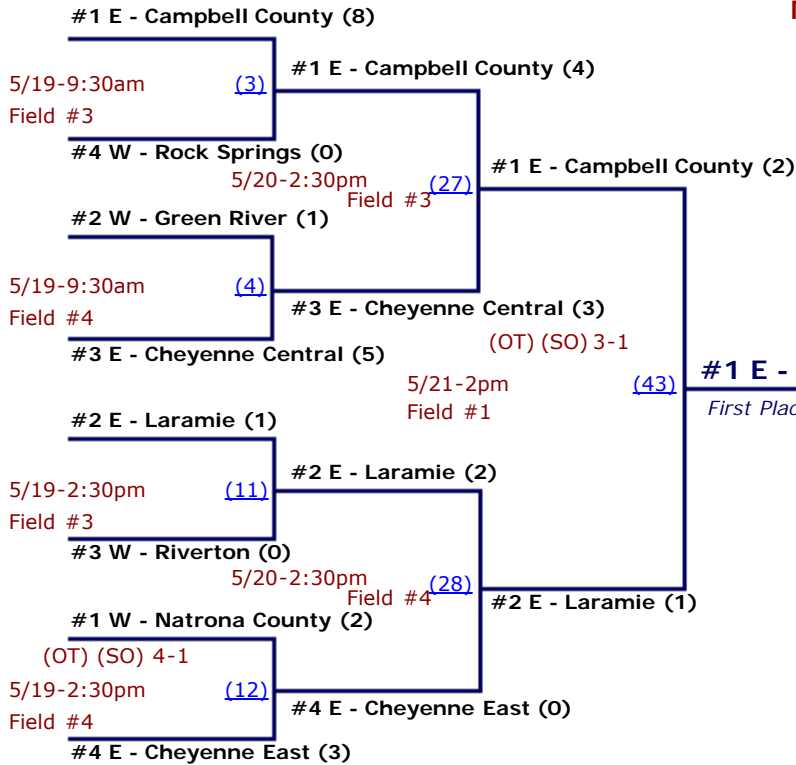 #1 E - Campbell County (8)
5/19-9:30am
(3)
Field #3
#4 W - Rock Springs (0)
#1 E - Campbell County (4)
5/20-2:30pm
(27)
Field #3
#2 W - Green River (1)
5/19-9:30am
(4)
Field #4
#3 E - Cheyenne Central (5)
#3 E - Cheyenne Central (3)
(OT) (SO) 3-1
#1 E - Campbell County (2)
5/21-2pm
(43)
Field #1
#1 E -
First Plac
#2 E - Laramie (1)
5/19-2:30pm
(11)
Field #3
#3 W - Riverton (0)
#2 E - Laramie (2)
5/20-2:30pm
(28)
Field #4
#2 E - Laramie (1)
#1 W - Natrona County (2)
(OT) (SO) 4-1
5/19-2:30pm
(12)
Field #4
#4 E - Cheyenne East (3)
#4 E - Cheyenne East (0)